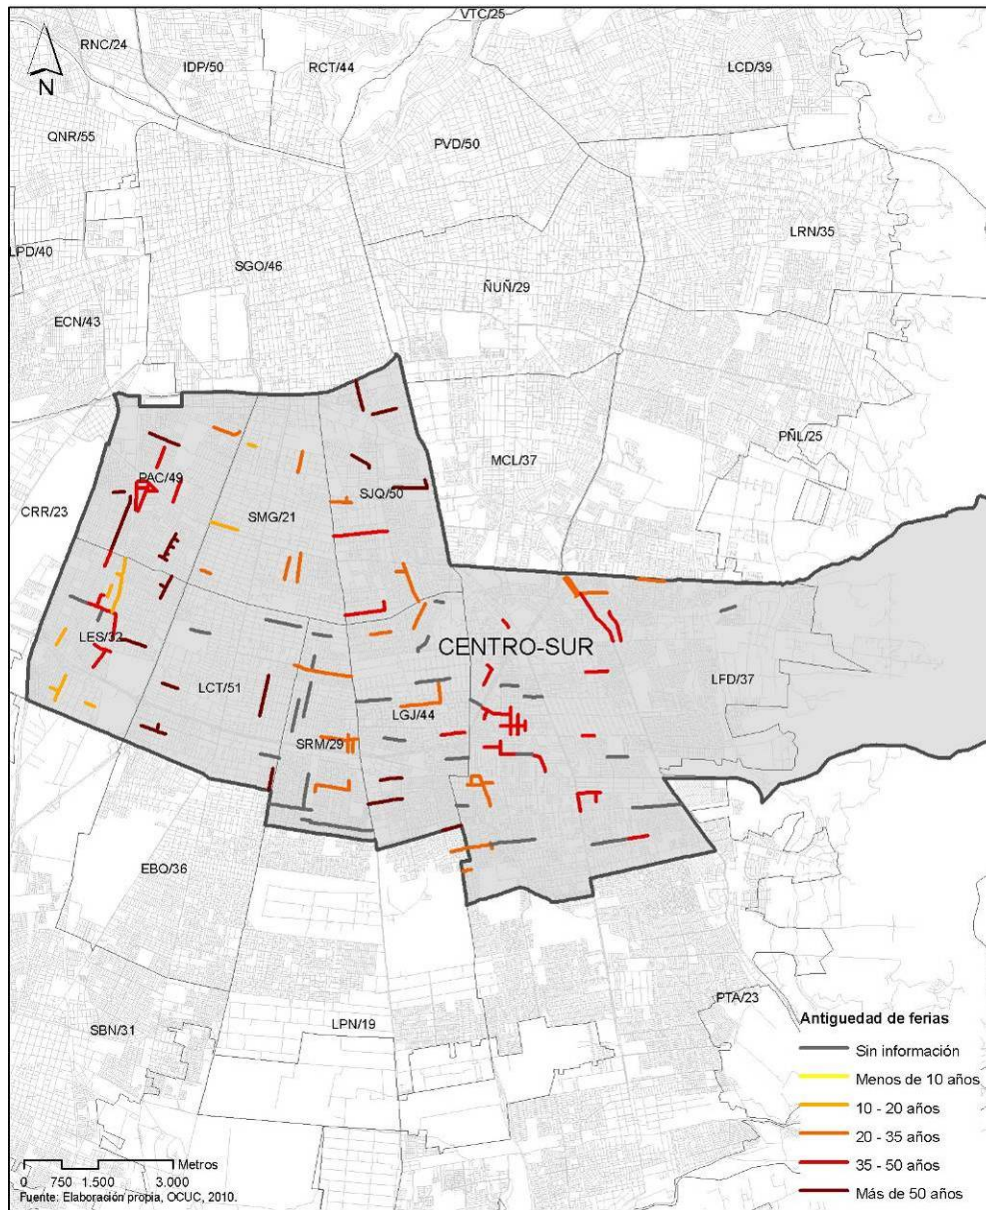 VTC/25
RNC/24
IDP/50
RCT/44
LCD/39
N
QNR/55
PVD/50
LPD/40
SGO/46
LRN/35
ÑUÑ/29
ECN/43
PÑL/25
MCL/37
PAC/49
SJQ/50
CRR/23
SMG/21
CENTRO-SUR
LES/32
LFD/37
LCT/51
LGJ/44
SRM/29
EBO/36
PTA/23
LPN/19
SBN/31
Antiguedad de ferias
Sin información
Menos de 10 años
10 - 20 años
20 - 35 años
35 - 50 años
Más de 50 años
Metros
0 750 1.500 3.000
Fuente: Elaboración propia, OCUC, 2010.